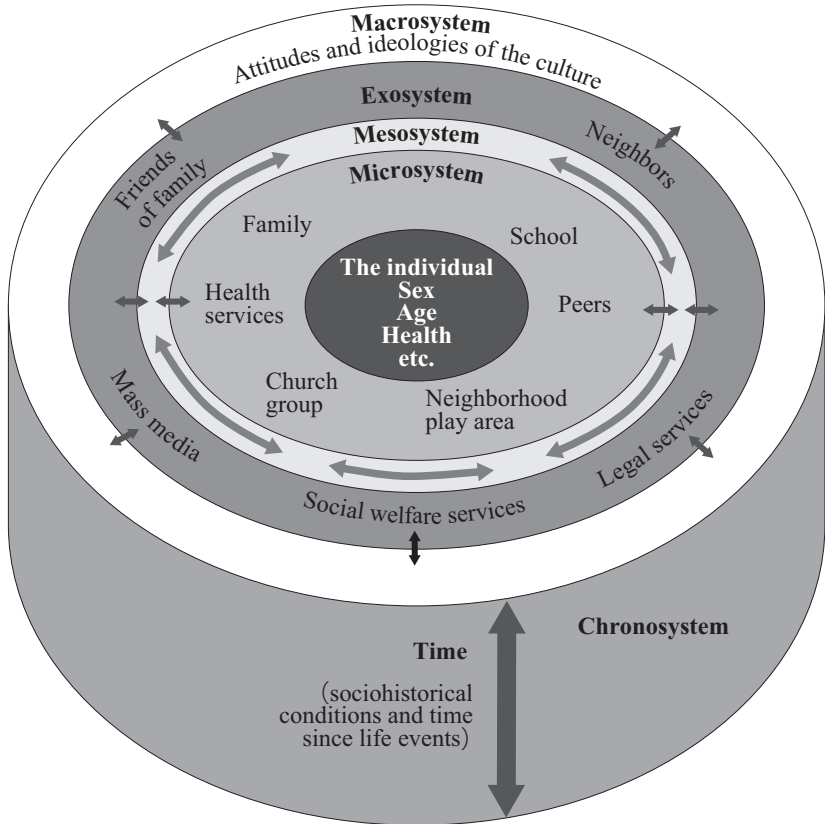 Macrosystem
Attitudes and ideologies of the culture
Exosystem
Mesosystem
Microsystem
Friends
of family
Neighbors
Family
School
The individual
Sex
Age
Health
etc.
Health
services
Peers
Church
group
Neighborhood
play area
Mass media
Legal services
Social welfare services
Chronosystem
Time
(sociohistorical
conditions and time
since life events)